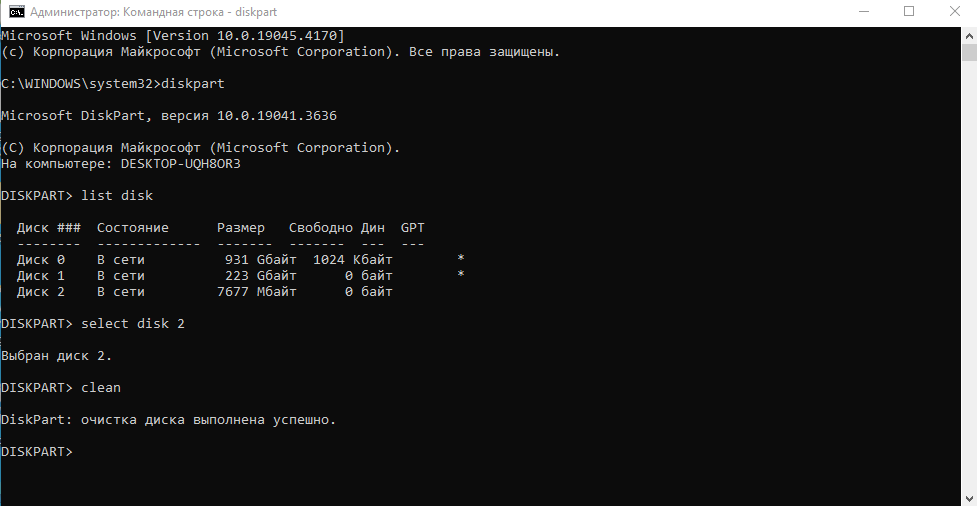 Администратор: Командная строка - diskpart
Microsoft Windows [Version 10.0.19045.4170]
(c) Корпорация Майкрософт (Microsoft Corporation). Все права защищены.
C:\WINDOWS\system32>diskpart
Microsoft DiskPart, версия 10.0.19041.3636
(C) Корпорация Майкрософт (Microsoft Corporation).
На компьютере: DESKTOP-UQH8OR3
DISKPART> list disk
Диск ###  Состояние      Размер   Свободно Дин  GPT
--------  -------------  -------  -------  ---  ---
Диск 0    В сети          931 Gбайт  1024 Kбайт        *
Диск 1    В сети          223 Gбайт      0 байт        *
Диск 2    В сети         7677 Mбайт      0 байт
DISKPART> select disk 2
Выбран диск 2.
DISKPART> clean
DiskPart: очистка диска выполнена успешно.
DISKPART>